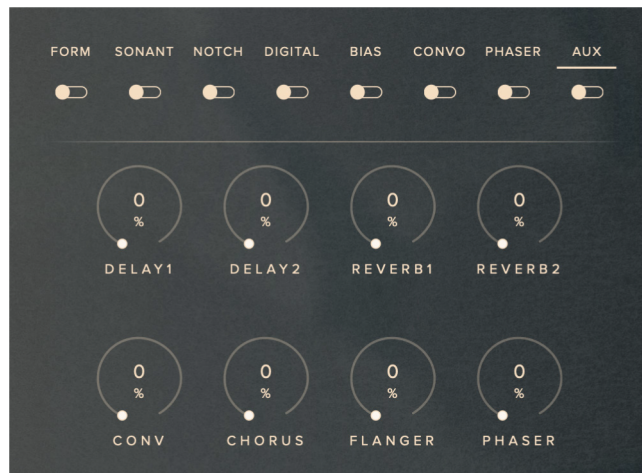 FORM SONANT NOTCH DIGITAL BIAS CONVO PHASER AUX
0 0 0 0
% % % %
DELAY1 DELAY2 REVERB1 REVERB2
0 0 0 0
% % % %
CONV CHORUS FLANGER PHASER